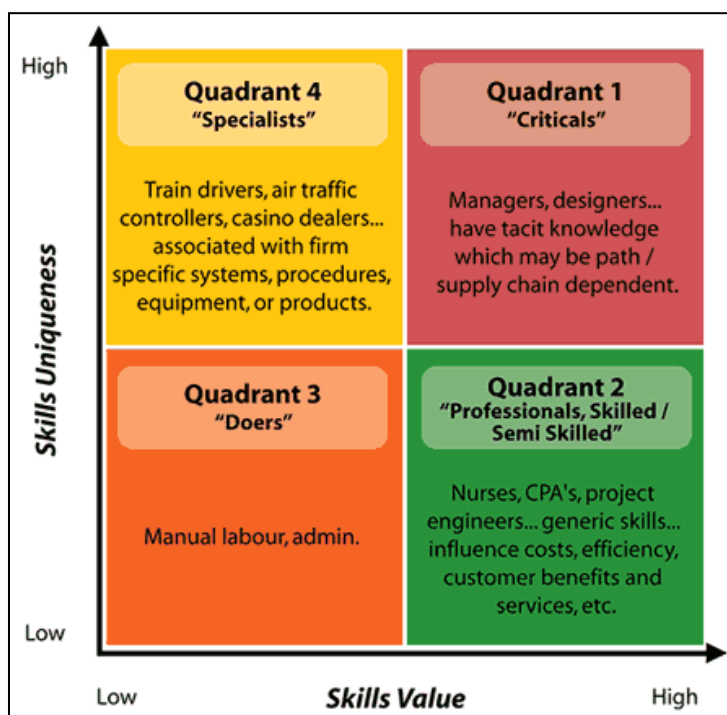 High
Quadrant 4
“Specialists”
Train drivers, air traffic
controllers, casino dealers...
associated with firm
specific systems, procedures,
equipment, or products.
Quadrant 1
“Criticals”
Managers, designers...
have tacit knowledge
which may be path /
supply chain dependent.
Skills Uniqueness
Quadrant 3
“Doers”
Manual labour, admin.
Quadrant 2
“Professionals, Skilled /
Semi Skilled”
Nurses, CPA's, project
engineers... generic skills...
influence costs, efficiency,
customer benefits and
services, etc.
Low
Low
Skills Value
High